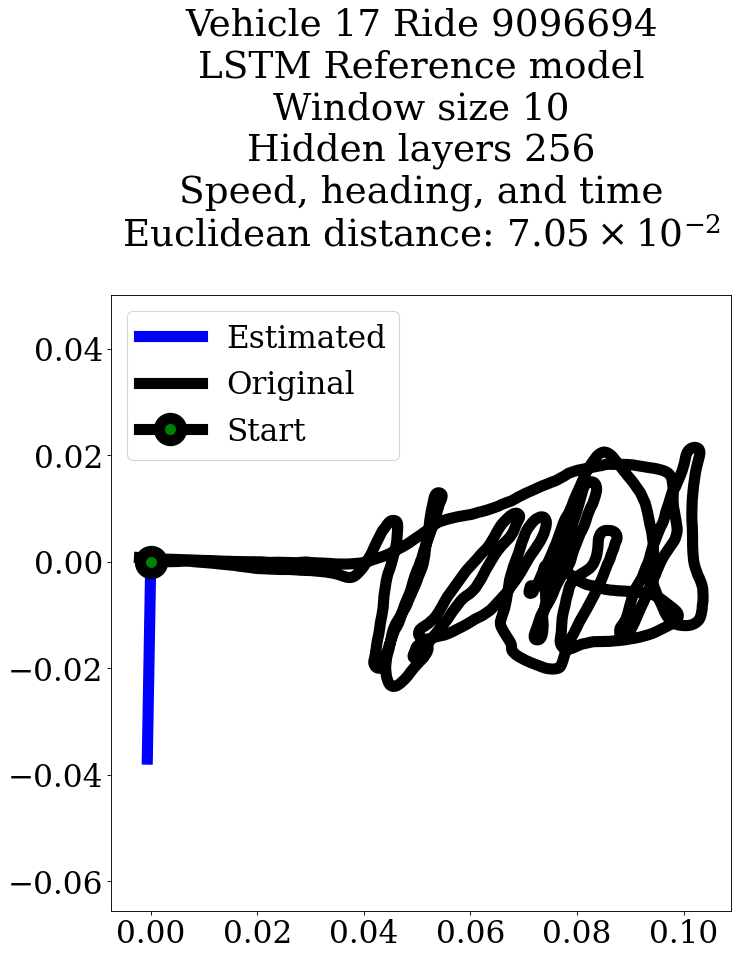 Vehicle 17 Ride 9096694
LSTM Reference model
Window size 10
Hidden layers 256
Speed, heading, and time
Euclidean distance: 7.05 × 10⁻²
Estimated
Original
Start
0.04
0.02
0.00
−0.02
−0.04
−0.06
0.00 0.02 0.04 0.06 0.08 0.10